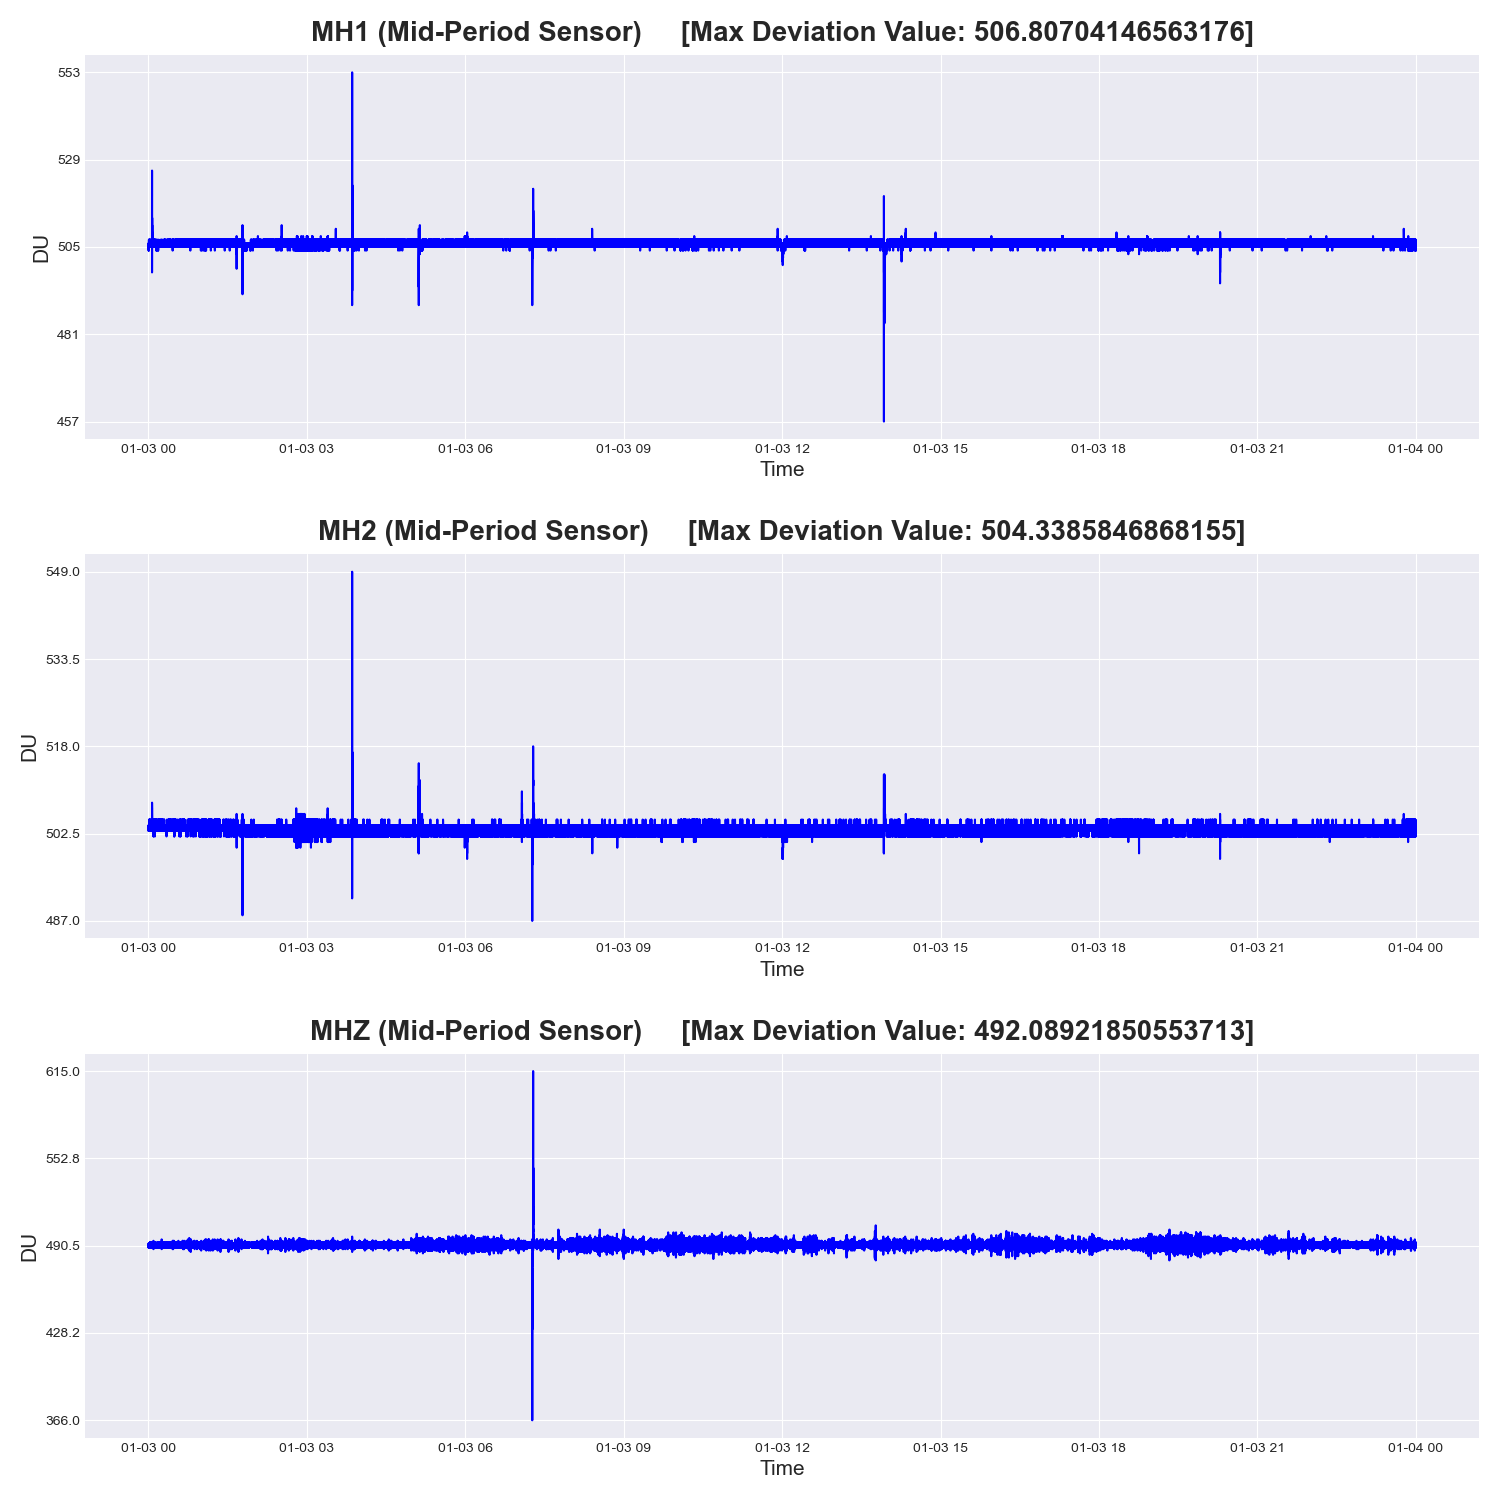 MH1 (Mid-Period Sensor) [Max Deviation Value: 506.80704146563176]
553
529
505
481
457
DU
01-03 00 01-03 03 01-03 06 01-03 09 01-03 12 01-03 15 01-03 18 01-03 21 01-04 00
Time
MH2 (Mid-Period Sensor) [Max Deviation Value: 504.3385846868155]
549.0
533.5
518.0
502.5
487.0
DU
01-03 00 01-03 03 01-03 06 01-03 09 01-03 12 01-03 15 01-03 18 01-03 21 01-04 00
Time
MHZ (Mid-Period Sensor) [Max Deviation Value: 492.08921850553713]
615.0
552.8
490.5
428.2
366.0
DU
01-03 00 01-03 03 01-03 06 01-03 09 01-03 12 01-03 15 01-03 18 01-03 21 01-04 00
Time